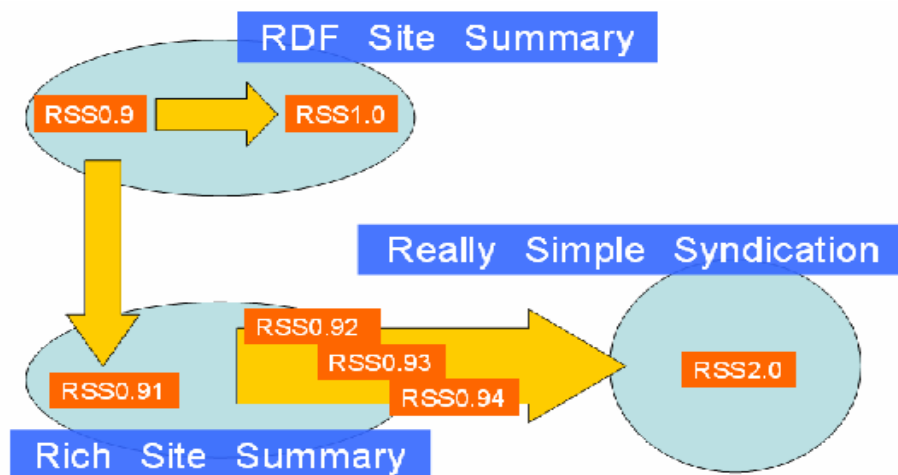 RDF Site Summary
RSS0.9
RSS1.0
Really Simple Syndication
RSS0.92
RSS0.93
RSS2.0
RSS0.91
RSS0.94
Rich Site Summary